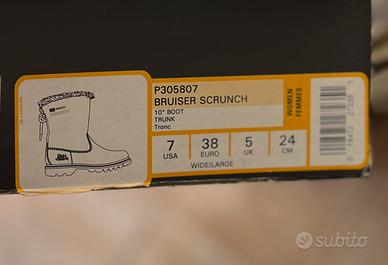 P305807
BRUISER SCRUNCH
10" BOOT
TRUNK
Tronc
WOMEN
FEMMES
7 38 5 24
USA EURO UK CM
WIDE/LARGE
subito